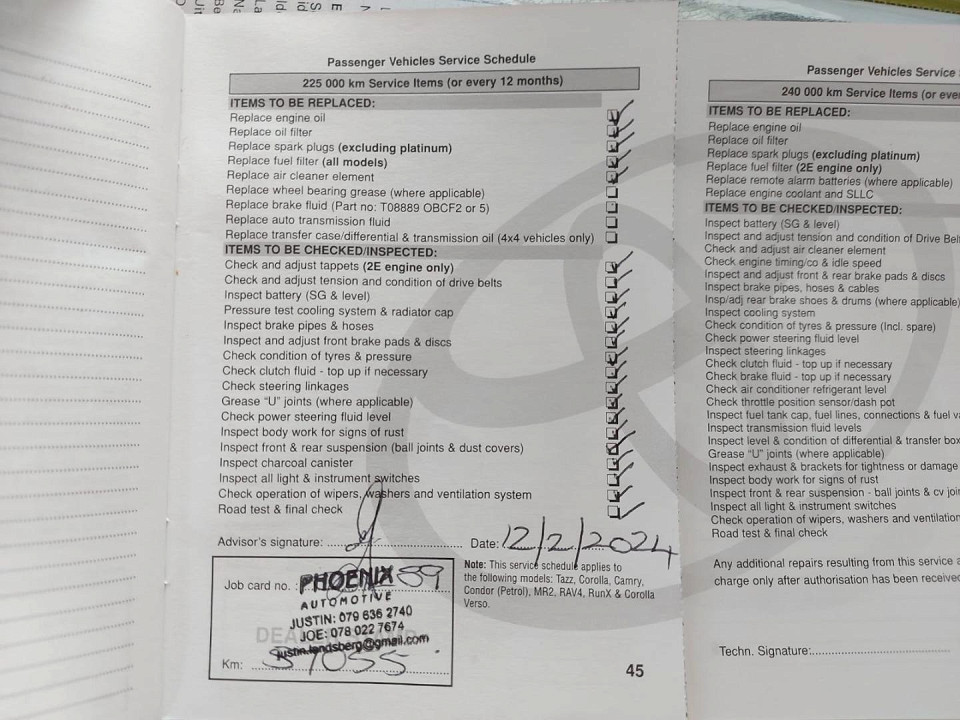 Passenger Vehicles Service Schedule
225 000 km Service Items (or every 12 months)
ITEMS TO BE REPLACED:
Replace engine oil
Replace oil filter
Replace spark plugs (excluding platinum)
Replace fuel filter (all models)
Replace air cleaner element
Replace wheel bearing grease (where applicable)
Replace brake fluid (Part no: T08889 OBCF2 or 5)
Replace auto transmission fluid
Replace transfer case/differential & transmission oil (4x4 vehicles only)
ITEMS TO BE CHECKED/INSPECTED:
Check and adjust tappets (2E engine only)
Check and adjust tension and condition of drive belts
Inspect battery (SG & level)
Pressure test cooling system & radiator cap
Inspect brake pipes & hoses
Inspect and adjust front brake pads & discs
Check condition of tyres & pressure
Check clutch fluid - top up if necessary
Check steering linkages
Grease "U" joints (where applicable)
Check power steering fluid level
Inspect body work for signs of rust
Inspect front & rear suspension (ball joints & dust covers)
Inspect charcoal canister
Inspect all light & instrument switches
Check operation of wipers, washers and ventilation system
Road test & final check
Advisor's signature: Date: 12/2/2024
Note: This service schedule applies to
the following models: Tazz, Corolla, Camry,
Condor (Petrol), MR2, RAV4, RunX & Corolla
Verso.
Job card no. : 59
PHOENIX
AUTOMOTIVE
JUSTIN: 079 636 2740
JOE: 078 022 7674
justin.landsberg@gmail.com
Km:
45
Passenger Vehicles Service
240 000 km Service Items (or
ITEMS TO BE REPLACED:
Replace engine oil
Replace oil filter
Replace spark plugs (excluding platinum)
Replace fuel filter (2E engine only)
Replace remote alarm batteries (where applicable)
Replace engine coolant and SLLC
ITEMS TO BE CHECKED/INSPECTED:
Inspect battery (SG & level)
Inspect and adjust tension and condition of Drive
Check and adjust air cleaner element
Check engine timing/co & idle speed
Inspect and adjust front & rear brake pads & discs
Inspect brake pipes, hoses & cables
Insp/adj rear brake shoes & drums (where applicable)
Inspect cooling system
Check condition of tyres & pressure (Incl. spare)
Check power steering fluid level
Inspect steering linkages
Check clutch fluid - top up if necessary
Check brake fluid - top up if necessary
Check air conditioner refrigerant level
Check throttle position sensor/dash pot
Inspect fuel tank cap, fuel lines, connections & fuel
Inspect transmission fluid levels
Inspect level & condition of differential & transfer box
Grease "U" joints (where applicable)
Inspect exhaust & brackets for tightness or damage
Inspect body work for signs of rust
Inspect front & rear suspension - ball joints & cv
Inspect all light & instrument switches
Check operation of wipers, washers and ventilation
Road test & final check
Any additional repairs resulting from this service
charge only after authorisation has been received
Techn. Signature: